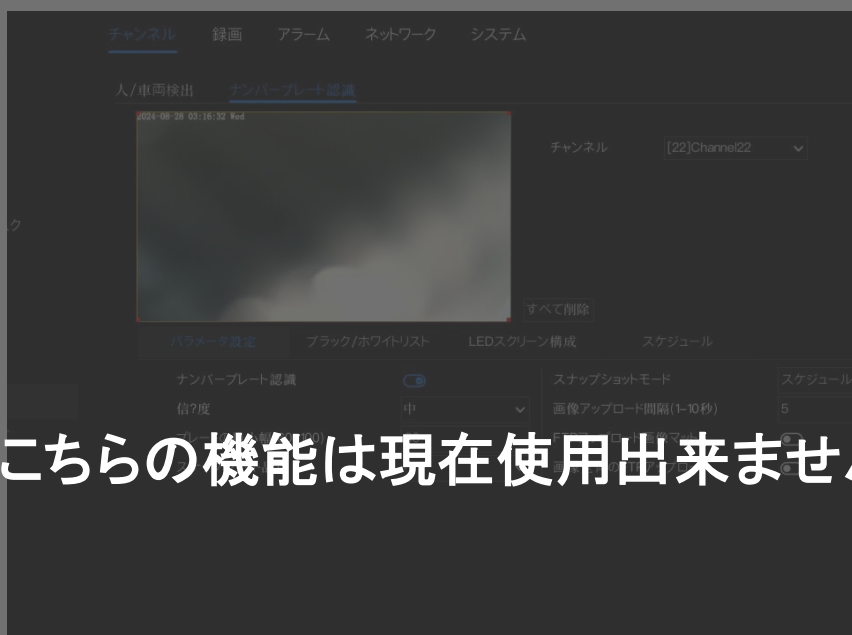 チャンネル 録画 アラーム ネットワーク システム
人/車両検出 ナンバープレート認識
2024-08-28 03:16:32 Wed
チャンネル [22]Channel22
スク
すべて削除
パラメータ設定 ブラック/ホワイトリスト LEDスクリーン構成 スケジュール
ナンバープレート認識 スナップショットモード スケジュール
信?度 中 画像アップロード間隔(1-10秒) 5
こちらの機能は現在使用出来ません